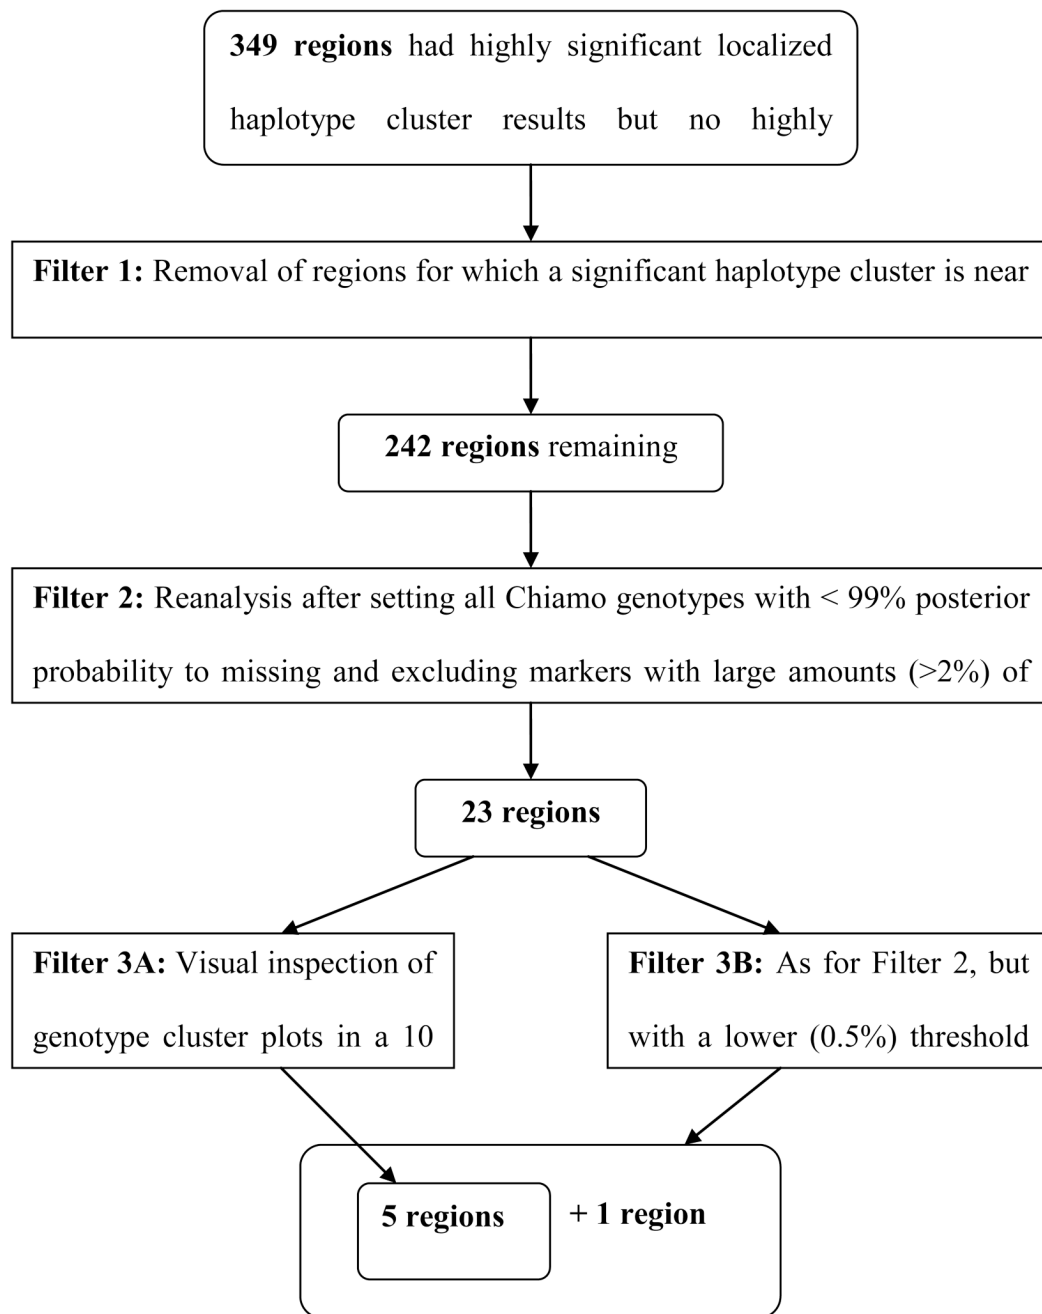 349 regions had highly significant localized
haplotype cluster results but no highly
Filter 1: Removal of regions for which a significant haplotype cluster is near
242 regions remaining
Filter 2: Reanalysis after setting all Chiamo genotypes with < 99% posterior
probability to missing and excluding markers with large amounts (>2%) of
23 regions
Filter 3A: Visual inspection of
genotype cluster plots in a 10
Filter 3B: As for Filter 2, but
with a lower (0.5%) threshold
5 regions + 1 region